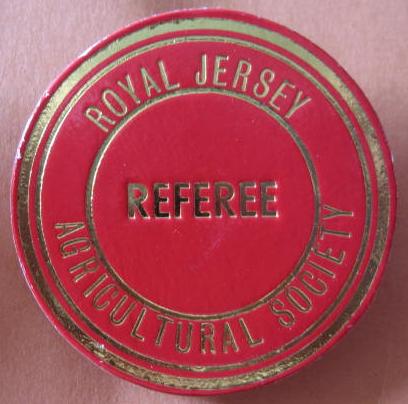 ROYAL JERSEY
REFEREE
AGRICULTURAL SOCIETY